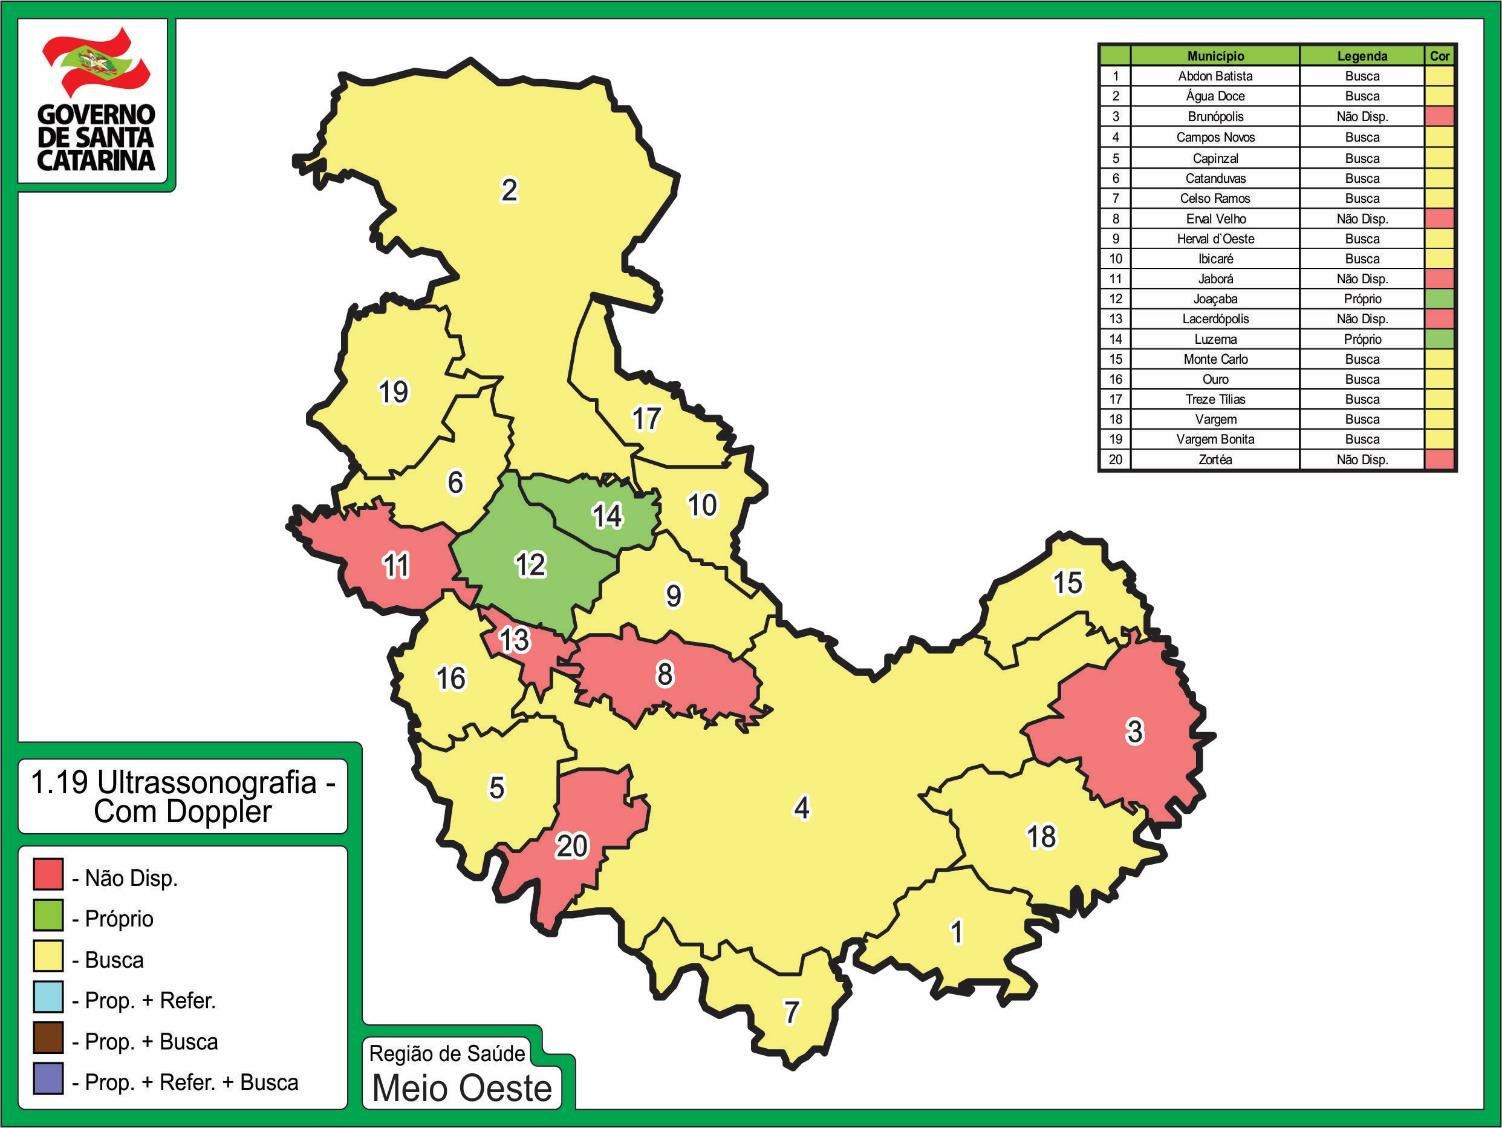 GOVERNO
DE SANTA
CATARINA
Município Legenda Cor
1 Abdon Batista Busca
2 Água Doce Busca
3 Brunópolis Não Disp.
4 Campos Novos Busca
5 Capinzal Busca
6 Catanduvas Busca
7 Celso Ramos Busca
8 Erval Velho Não Disp.
9 Herval d`Oeste Busca
10 Ibicaré Busca
11 Jaborá Não Disp.
12 Joaçaba Próprio
13 Lacerdópolis Não Disp.
14 Luzerna Próprio
15 Monte Carlo Busca
16 Ouro Busca
17 Treze Tílias Busca
18 Vargem Busca
19 Vargem Bonita Busca
20 Zortéa Não Disp.
2
19
17
6
10
14
12
11
15
9
13
8
16
3
5
4
20
18
1
7
1.19 Ultrassonografia -
Com Doppler
- Não Disp.
- Próprio
- Busca
- Prop. + Refer.
- Prop. + Busca
- Prop. + Refer. + Busca
Região de Saúde
Meio Oeste